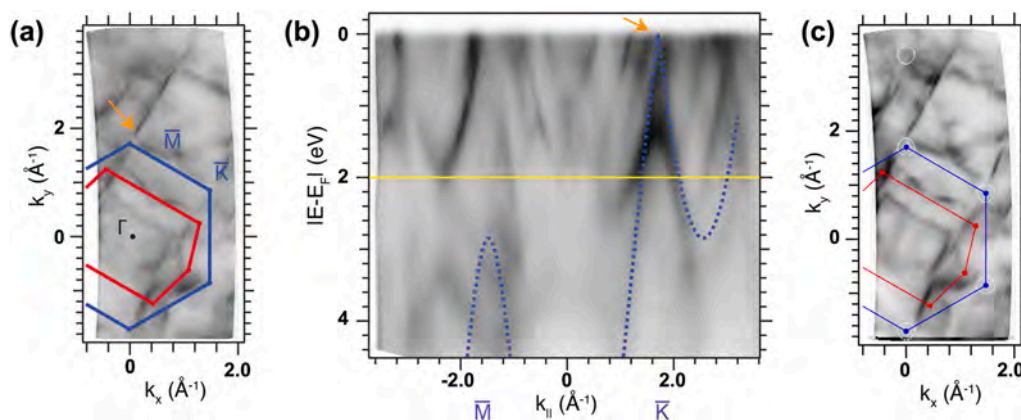 (a)
2
0
k_y (Å⁻¹)
M̅
K̅
Γ
0
2.0
k_x (Å⁻¹)
(b)
0
2
4
|E-E_F| (eV)
-2.0
0
2.0
M̅
k_|| (Å⁻¹)
K̅
(c)
2
0
k_y (Å⁻¹)
0
2.0
k_x (Å⁻¹)